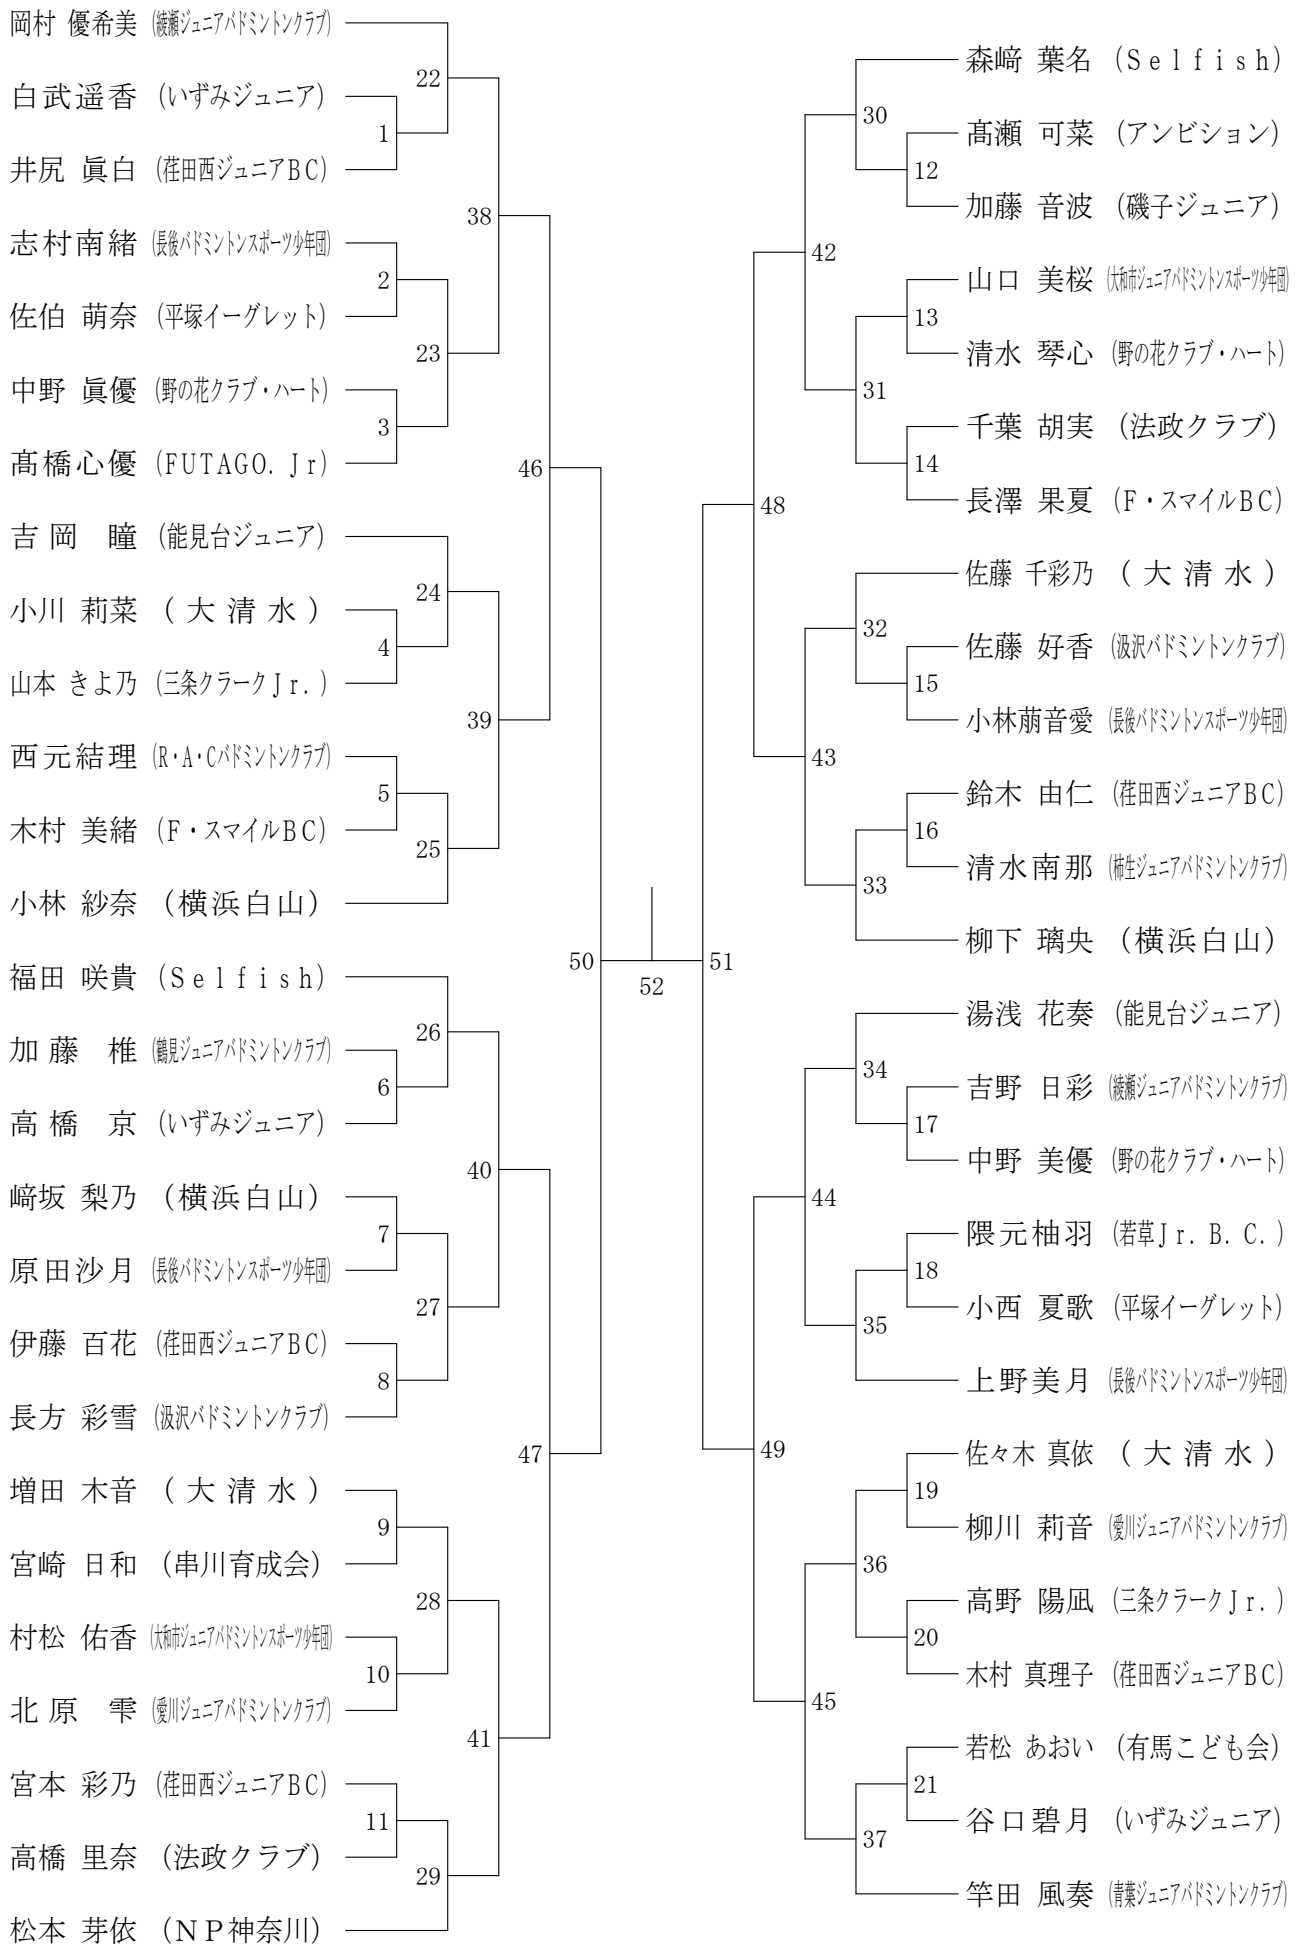 岡村 優希美 (綾瀬ジュニアバドミントンクラブ)
22
白武遥香 (いずみジュニア)
1
井尻 眞白 (荏田西ジュニアBC)
38
志村南緒 (長後バドミントンスポーツ少年団)
2
佐伯 萌奈 (平塚イーグレット)
23
中野 眞優 (野の花クラブ・ハート)
3
髙橋心優 (FUTAGO. Jr)
46
吉岡 瞳 (能見台ジュニア)
24
小川 莉菜 (大清水)
4
山本 きよ乃 (三条クラークJr.)
39
西元結理 (R・A・Cバドミントンクラブ)
5
木村 美緒 (F・スマイルBC)
25
小林 紗奈 (横浜白山)
50
福田 咲貴 (Selfish)
26
加藤 椎 (鶴見ジュニアバドミントンクラブ)
6
高橋 京 (いずみジュニア)
40
﨑坂 梨乃 (横浜白山)
7
原田沙月 (長後バドミントンスポーツ少年団)
27
伊藤 百花 (荏田西ジュニアBC)
8
長方 彩雪 (汲沢バドミントンクラブ)
47
増田 木音 (大清水)
9
宮崎 日和 (串川育成会)
28
村松 佑香 (大和市ジュニアバドミントンスポーツ少年団)
10
北原 雫 (愛川ジュニアバドミントンクラブ)
41
宮本 彩乃 (荏田西ジュニアBC)
11
高橋 里奈 (法政クラブ)
29
松本 芽依 (NP神奈川)
52
森﨑 葉名 (Selfish)
30
髙瀬 可菜 (アンビション)
12
加藤 音波 (磯子ジュニア)
42
山口 美桜 (大和市ジュニアバドミントンスポーツ少年団)
13
清水 琴心 (野の花クラブ・ハート)
31
千葉 胡実 (法政クラブ)
14
長澤 果夏 (F・スマイルBC)
48
佐藤 千彩乃 (大清水)
32
佐藤 好香 (汲沢バドミントンクラブ)
15
小林萠音愛 (長後バドミントンスポーツ少年団)
43
鈴木 由仁 (荏田西ジュニアBC)
16
清水南那 (柿生ジュニアバドミントンクラブ)
33
柳下 璃央 (横浜白山)
51
湯浅 花奏 (能見台ジュニア)
34
吉野 日彩 (綾瀬ジュニアバドミントンクラブ)
17
中野 美優 (野の花クラブ・ハート)
44
隈元柚羽 (若草Jr. B. C.)
18
小西 夏歌 (平塚イーグレット)
35
上野美月 (長後バドミントンスポーツ少年団)
49
佐々木 真依 (大清水)
19
柳川 莉音 (愛川ジュニアバドミントンクラブ)
36
高野 陽凪 (三条クラークJr.)
20
木村 真理子 (荏田西ジュニアBC)
45
若松 あおい (有馬こども会)
21
谷口碧月 (いずみジュニア)
37
竿田 風奏 (青葉ジュニアバドミントンクラブ)